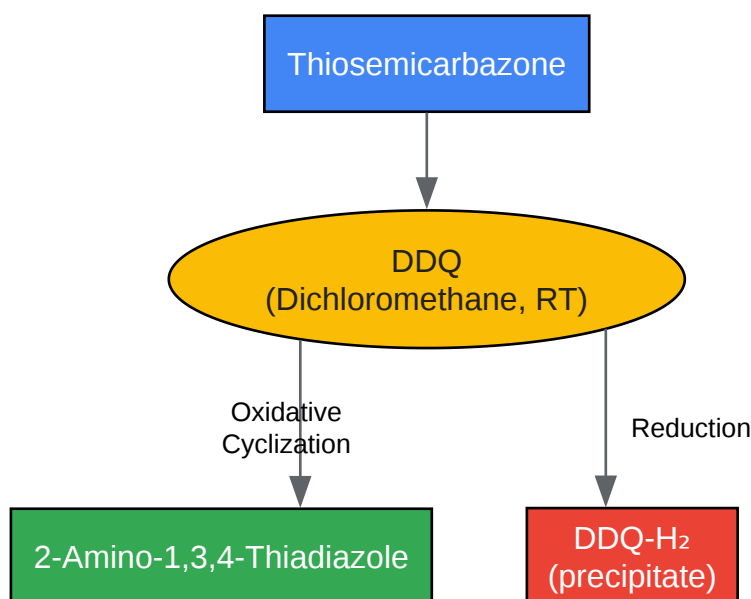 Thiosemicarbazone
DDQ
(Dichloromethane, RT)
Oxidative
Cyclization
Reduction
2-Amino-1,3,4-Thiadiazole
DDQ-H₂
(precipitate)